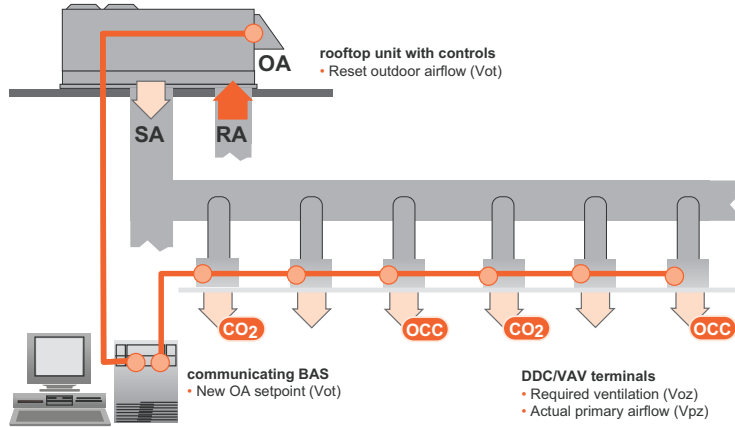 OA
rooftop unit with controls
• Reset outdoor airflow (Vot)
SA
RA
CO2
OCC
CO2
OCC
communicating BAS
• New OA setpoint (Vot)
DDC/VAV terminals
• Required ventilation (Voz)
• Actual primary airflow (Vpz)